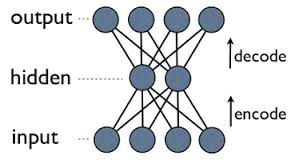 output
decode
hidden
encode
input